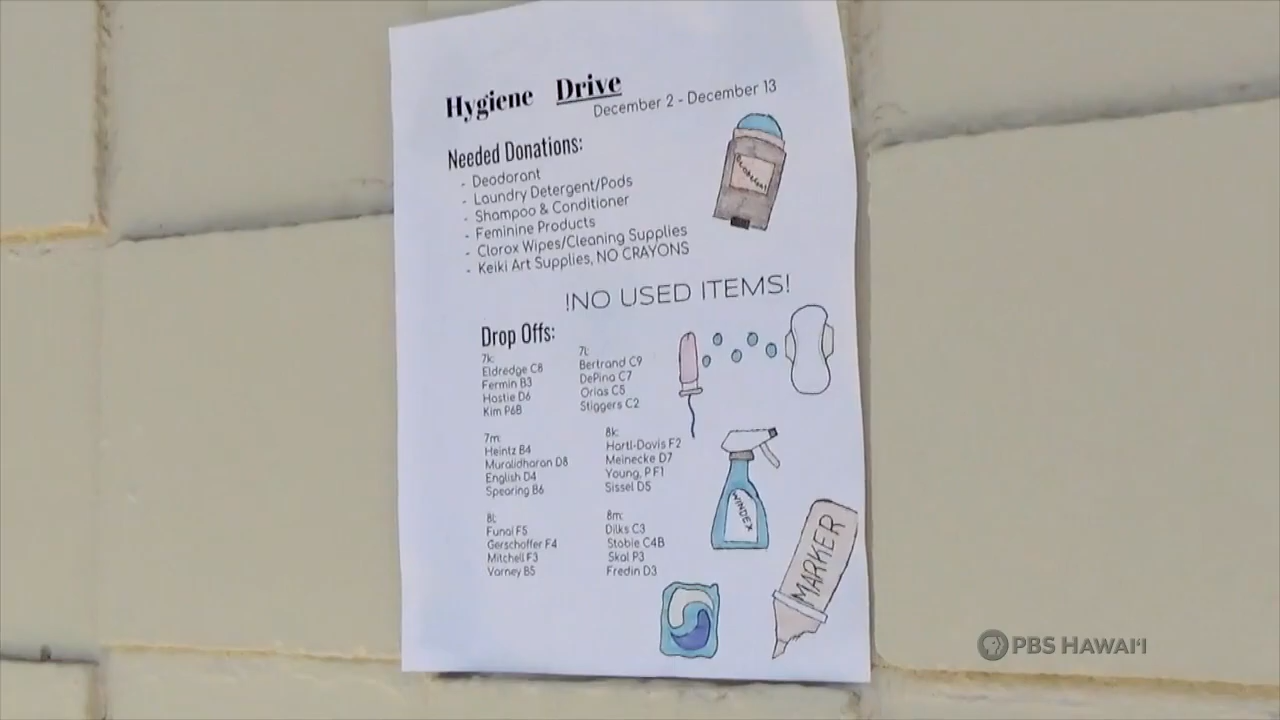 Hygiene Drive
December 2 - December 13
Needed Donations:
- Deodorant
- Laundry Detergent/Pods
- Shampoo & Conditioner
- Feminine Products
- Clorox Wipes/Cleaning Supplies
- Keiki Art Supplies, NO CRAYONS
!NO USED ITEMS!
Drop Offs:
7k:
Eldredge C8
Fermin B3
Hostie D6
Kim P6B
7l:
Bertrand C9
DePina C7
Orias C5
Stiggers C2
7m:
Heintz B4
Muralidharan D8
English D4
Spearing B6
8k:
Hartl-Davis F2
Meinecke D7
Young, P F1
Sissel D5
8l:
Funai F5
Gerschoffer F4
Mitchell F3
Varney B5
8m:
Dilks C3
Stobie C4B
Skal P3
Fredin D3
WINDEX
MARKER
PBS HAWAI'I